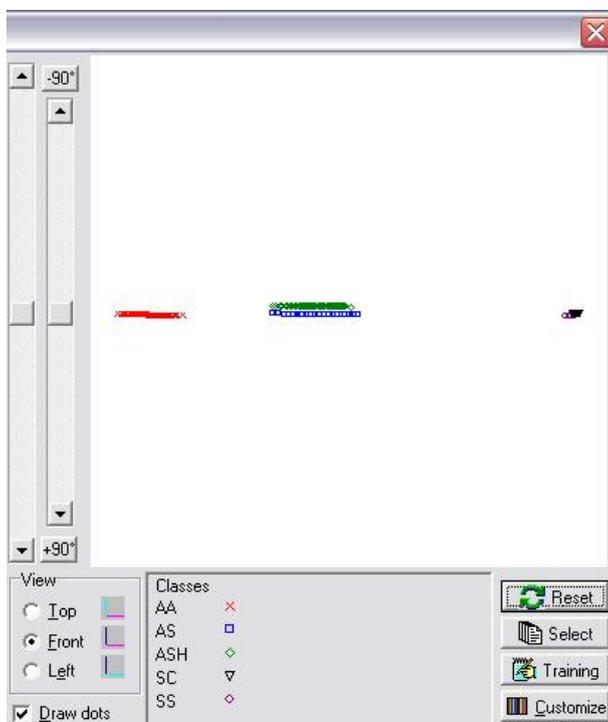 -90°
+90°
View
Top
Front
Left
Draw dots
Classes
AA
AS
ASH
SC
SS
Reset
Select
Training
Customize